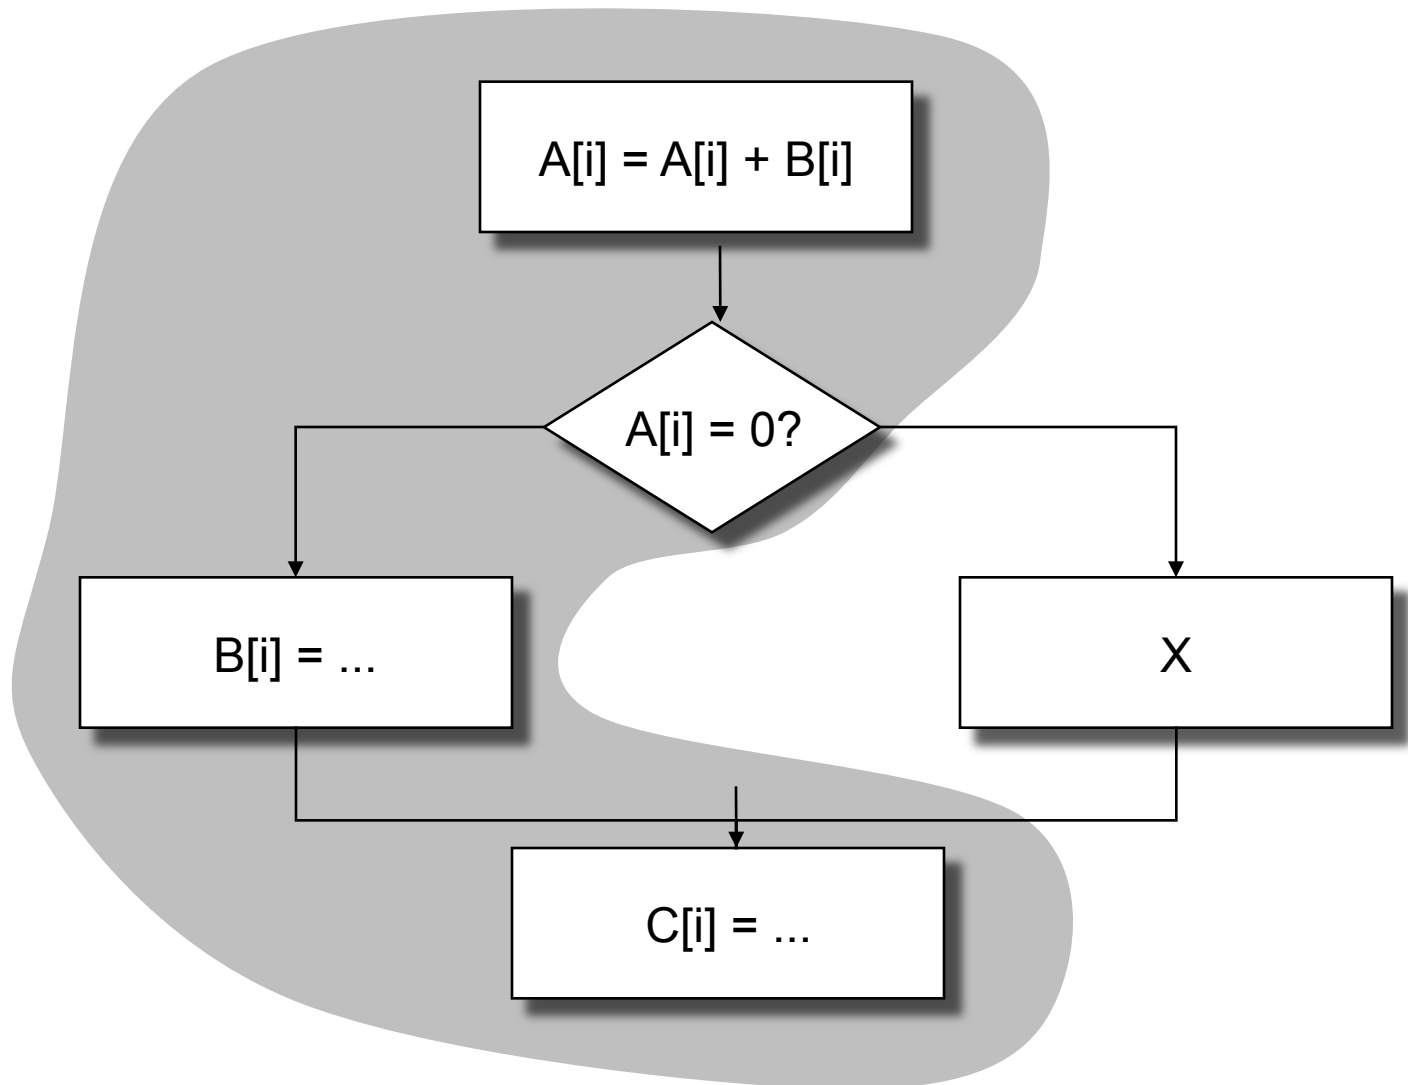 A[i] = A[i] + B[i]
A[i] = 0?
B[i] = ...
X
C[i] = ...